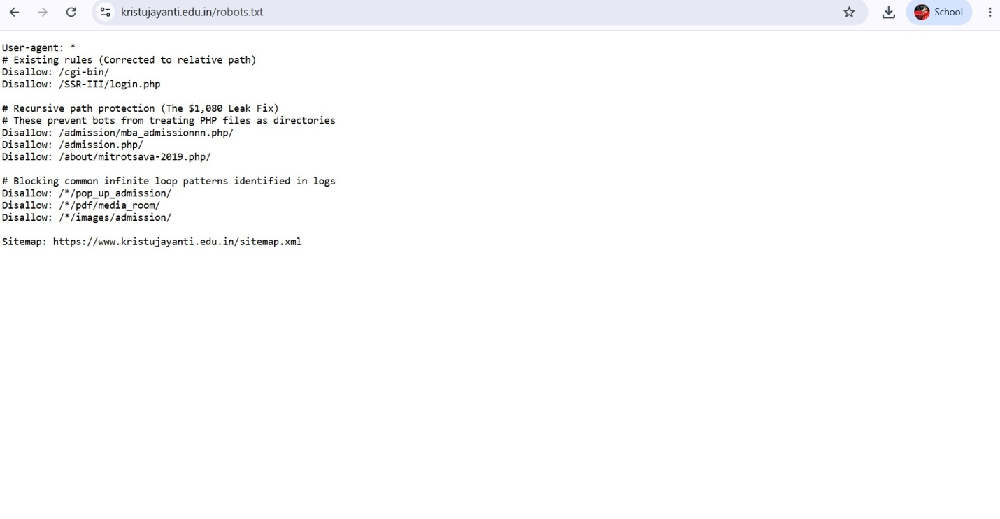 kristujayanti.edu.in/robots.txt
School
User-agent: *
# Existing rules (Corrected to relative path)
Disallow: /cgi-bin/
Disallow: /SSR-III/login.php
# Recursive path protection (The $1,080 Leak Fix)
# These prevent bots from treating PHP files as directories
Disallow: /admission/mba_admissionnn.php/
Disallow: /admission.php/
Disallow: /about/mitrotsava-2019.php/
# Blocking common infinite loop patterns identified in logs
Disallow: /*/pop_up_admission/
Disallow: /*/pdf/media_room/
Disallow: /*/images/admission/
Sitemap: https://www.kristujayanti.edu.in/sitemap.xml